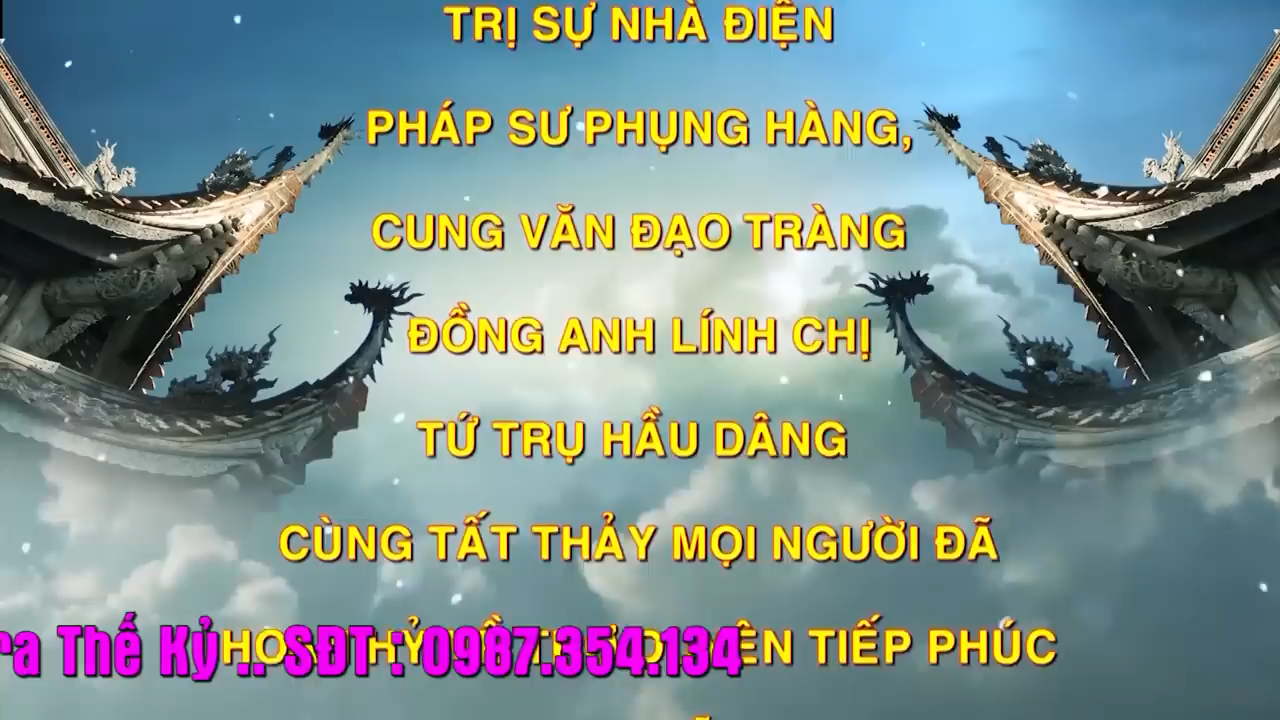 TRỊ SỰ NHÀ ĐIỆN
PHÁP SƯ PHỤNG HÀNG,
CUNG VĂN ĐẠO TRÀNG
ĐỒNG ANH LÍNH CHỊ
TỨ TRỤ HẦU DÂNG
CÙNG TẤT THẢY MỌI NGƯỜI ĐÃ
TIẾP PHÚC
ra Thế Kỷ .. SĐT : 0987.354.134